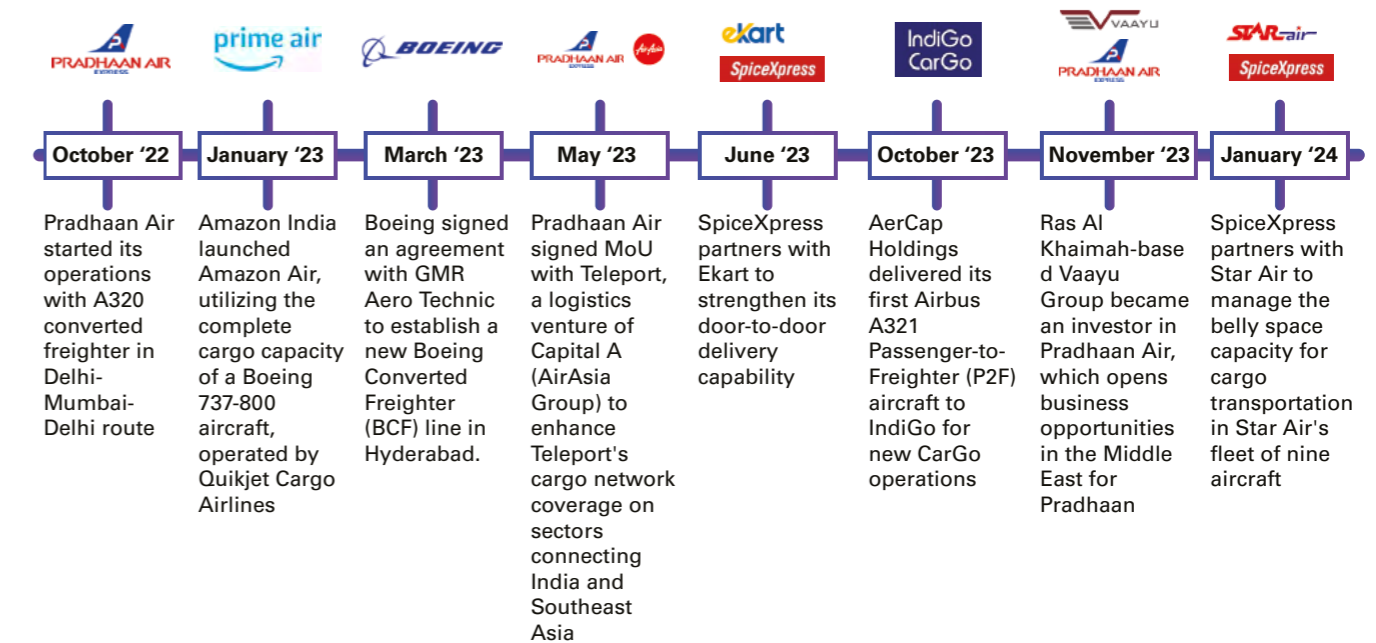 PRADHAAN AIR
EXPRESS
prime air
BOEING
PRADHAAN AIR
EXPRESS
AirAsia
eKart
SpiceXpress
IndiGo
CarGo
VAAYU
PRADHAAN AIR
EXPRESS
STAR air
SpiceXpress
October ‘22
January ‘23
March ‘23
May ‘23
June ‘23
October ‘23
November ‘23
January ‘24
Pradhaan Air
started its
operations
with A320
converted
freighter in
Delhi-
Mumbai-
Delhi route
Amazon India
launched
Amazon Air,
utilizing the
complete
cargo capacity
of a Boeing
737-800
aircraft,
operated by
Quikjet Cargo
Airlines
Boeing signed
an agreement
with GMR
Aero Technic
to establish a
new Boeing
Converted
Freighter
(BCF) line in
Hyderabad.
Pradhaan Air
signed MoU
with Teleport,
a logistics
venture of
Capital A
(AirAsia
Group) to
enhance
Teleport's
cargo network
coverage on
sectors
connecting
India and
Southeast
Asia
SpiceXpress
partners with
Ekart to
strengthen its
door-to-door
delivery
capability
AerCap
Holdings
delivered its
first Airbus
A321
Passenger-to-
Freighter (P2F)
aircraft to
IndiGo for
new CarGo
operations
Ras Al
Khaimah-base
d Vaayu
Group became
an investor in
Pradhaan Air,
which opens
business
opportunities
in the Middle
East for
Pradhaan
SpiceXpress
partners with
Star Air to
manage the
belly space
capacity for
cargo
transportation
in Star Air's
fleet of nine
aircraft